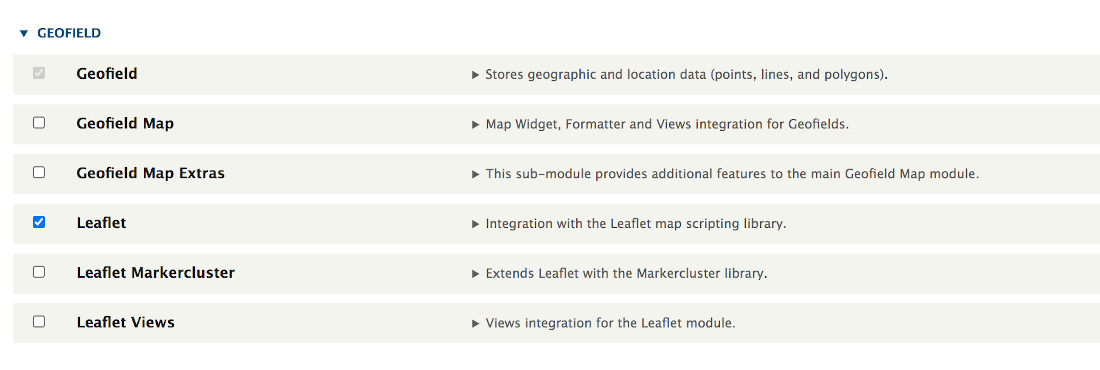 GEOFIELD
Geofield Stores geographic and location data (points, lines, and polygons).
Geofield Map Map Widget, Formatter and Views integration for Geofields.
Geofield Map Extras This sub-module provides additional features to the main Geofield Map module.
Leaflet Integration with the Leaflet map scripting library.
Leaflet Markercluster Extends Leaflet with the Markercluster library.
Leaflet Views Views integration for the Leaflet module.